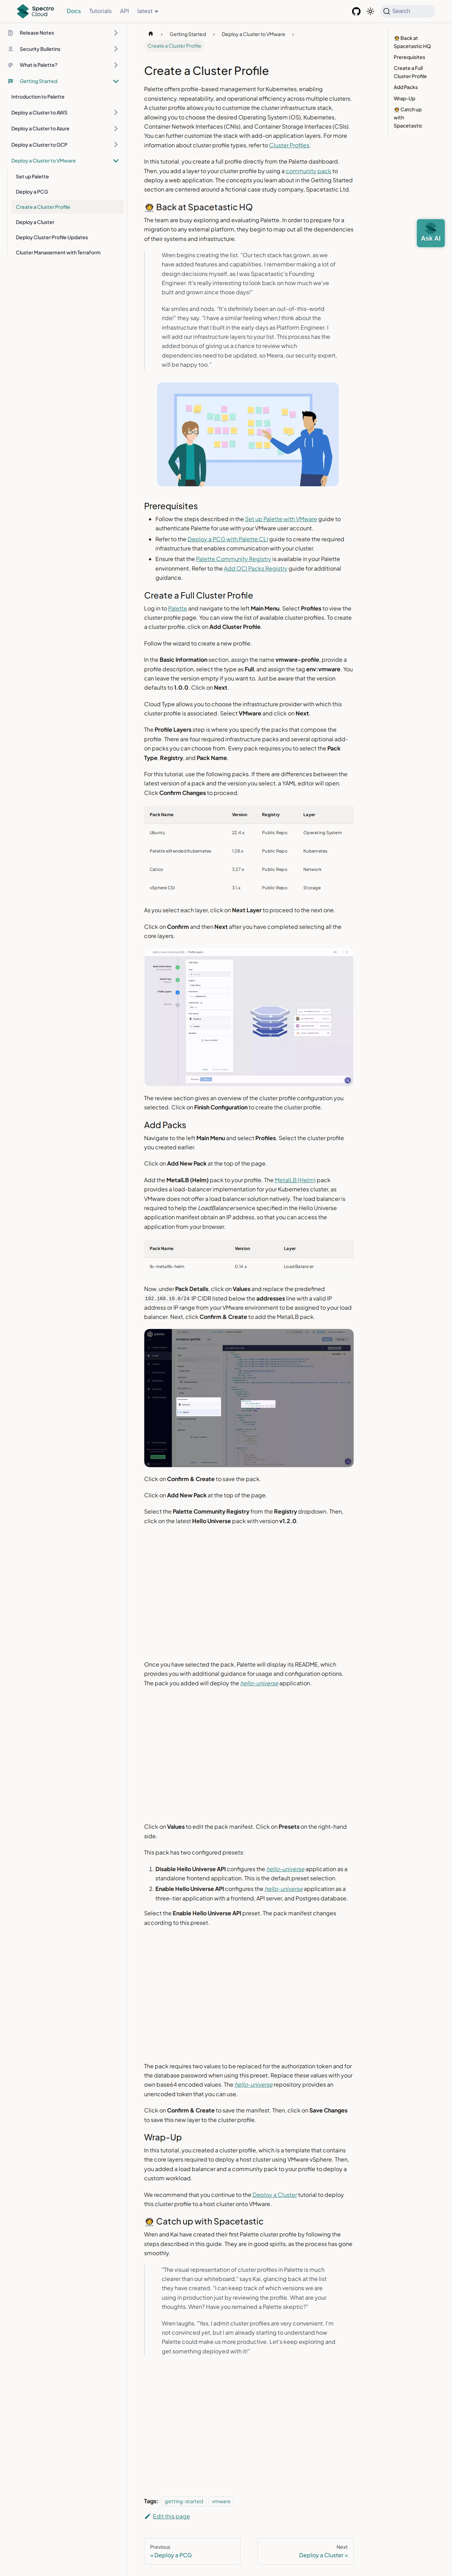 Spectro Cloud
Docs
Tutorials
API
latest
Search
Release Notes
Security Bulletins
What is Palette?
Getting Started
Introduction to Palette
Deploy a Cluster to AWS
Deploy a Cluster to Azure
Deploy a Cluster to GCP
Deploy a Cluster to VMware
Set up Palette
Deploy a PCG
Create a Cluster Profile
Deploy a Cluster
Deploy Cluster Profile Updates
Cluster Management with Terraform
Getting Started
Deploy a Cluster to VMware
Create a Cluster Profile
🧑‍🚀 Back at
Spacetastic HQ
Prerequisites
Create a Full
Cluster Profile
Add Packs
Wrap-Up
🧑‍🚀 Catch up
with
Spacetastic
Ask AI
Create a Cluster Profile
Palette offers profile-based management for Kubernetes, enabling
consistency, repeatability, and operational efficiency across multiple clusters.
A cluster profile allows you to customize the cluster infrastructure stack,
allowing you to choose the desired Operating System (OS), Kubernetes,
Container Network Interfaces (CNIs), and Container Storage Interfaces (CSIs).
You can further customize the stack with add-on application layers. For more
information about cluster profile types, refer to Cluster Profiles.
In this tutorial, you create a full profile directly from the Palette dashboard.
Then, you add a layer to your cluster profile by using a community pack to
deploy a web application. The concepts you learn about in the Getting Started
section are centered around a fictional case study company, Spacetastic Ltd.
🧑‍🚀 Back at Spacetastic HQ
The team are busy exploring and evaluating Palette. In order to prepare for a
migration to any external platform, they begin to map out all the dependencies
of their systems and infrastructure.
Wren begins creating the list. "Our tech stack has grown, as we
have added features and capabilities. I remember making a lot of
design decisions myself, as I was Spacetastic's Founding
Engineer. It's really interesting to look back on how much we've
built and grown since those days!"
Kai smiles and nods. "It's definitely been an out-of-this-world
ride!" they say. "I have a similar feeling when I think about the
infrastructure that I built in the early days as Platform Engineer. I
will add our infrastructure layers to your list. This process has the
added bonus of giving us a chance to review which
dependencies need to be updated, so Meera, our security expert,
will be happy too."
Prerequisites
Follow the steps described in the Set up Palette with VMware guide to
authenticate Palette for use with your VMware user account.
Refer to the Deploy a PCG with Palette CLI guide to create the required
infrastructure that enables communication with your cluster.
Ensure that the Palette Community Registry is available in your Palette
environment. Refer to the Add OCI Packs Registry guide for additional
guidance.
Create a Full Cluster Profile
Log in to Palette and navigate to the left Main Menu. Select Profiles to view the
cluster profile page. You can view the list of available cluster profiles. To create
a cluster profile, click on Add Cluster Profile.
Follow the wizard to create a new profile.
In the Basic Information section, assign the name vmware-profile, provide a
profile description, select the type as Full, and assign the tag env:vmware. You
can leave the version empty if you want to. Just be aware that the version
defaults to 1.0.0. Click on Next.
Cloud Type allows you to choose the infrastructure provider with which this
cluster profile is associated. Select VMware and click on Next.
The Profile Layers step is where you specify the packs that compose the
profile. There are four required infrastructure packs and several optional add-
on packs you can choose from. Every pack requires you to select the Pack
Type, Registry, and Pack Name.
For this tutorial, use the following packs. If there are differences between the
latest version of a pack and the version you select, a YAML editor will open.
Click Confirm Changes to proceed.
Pack Name Version Registry Layer
Ubuntu 22.4.x Public Repo Operating System
Palette eXtended Kubernetes 1.28.x Public Repo Kubernetes
Calico 3.27.x Public Repo Network
vSphere CSI 3.1.x Public Repo Storage
As you select each layer, click on Next Layer to proceed to the next one.
Click on Confirm and then Next after you have completed selecting all the
core layers.
The review section gives an overview of the cluster profile configuration you
selected. Click on Finish Configuration to create the cluster profile.
Add Packs
Navigate to the left Main Menu and select Profiles. Select the cluster profile
you created earlier.
Click on Add New Pack at the top of the page.
Add the MetalLB (Helm) pack to your profile. The MetalLB (Helm) pack
provides a load-balancer implementation for your Kubernetes cluster, as
VMware does not offer a load balancer solution natively. The load balancer is
required to help the LoadBalancer service specified in the Hello Universe
application manifest obtain an IP address, so that you can access the
application from your browser.
Pack Name Version Layer
lb-metallb-helm 0.14.x Load Balancer
Now, under Pack Details, click on Values and replace the predefined
192.168.10.0/24 IP CIDR listed below the addresses line with a valid IP
address or IP range from your VMware environment to be assigned to your load
balancer. Next, click Confirm & Create to add the MetalLB pack.
Click on Confirm & Create to save the pack.
Click on Add New Pack at the top of the page.
Select the Palette Community Registry from the Registry dropdown. Then,
click on the latest Hello Universe pack with version v1.2.0.
Once you have selected the pack, Palette will display its README, which
provides you with additional guidance for usage and configuration options.
The pack you added will deploy the hello-universe application.
Click on Values to edit the pack manifest. Click on Presets on the right-hand
side.
This pack has two configured presets:
1. Disable Hello Universe API configures the hello-universe application as a
standalone frontend application. This is the default preset selection.
2. Enable Hello Universe API configures the hello-universe application as a
three-tier application with a frontend, API server, and Postgres database.
Select the Enable Hello Universe API preset. The pack manifest changes
according to this preset.
The pack requires two values to be replaced for the authorization token and for
the database password when using this preset. Replace these values with your
own base64 encoded values. The hello-universe repository provides an
unencoded token that you can use.
Click on Confirm & Create to save the manifest. Then, click on Save Changes
to save this new layer to the cluster profile.
Wrap-Up
In this tutorial, you created a cluster profile, which is a template that contains
the core layers required to deploy a host cluster using VMware vSphere. Then,
you added a load balancer and a community pack to your profile to deploy a
custom workload.
We recommend that you continue to the Deploy a Cluster tutorial to deploy
this cluster profile to a host cluster onto VMware.
🧑‍🚀 Catch up with Spacetastic
Wren and Kai have created their first Palette cluster profile by following the
steps described in this guide. They are in good spirits, as the process has gone
smoothly.
"The visual representation of cluster profiles in Palette is much
clearer than our whiteboard," says Kai, glancing back at the list
they have created. "I can keep track of which versions we are
using in production just by reviewing the profile. What are your
thoughts, Wren? Have you remained a Palette skeptic?"
Wren laughs. "Yes, I admit cluster profiles are very convenient. I'm
not convinced yet, but I am already starting to understand how
Palette could make us more productive. Let's keep exploring and
get something deployed with it!"
Tags: getting-started vmware
Edit this page
Previous
« Deploy a PCG
Next
Deploy a Cluster »